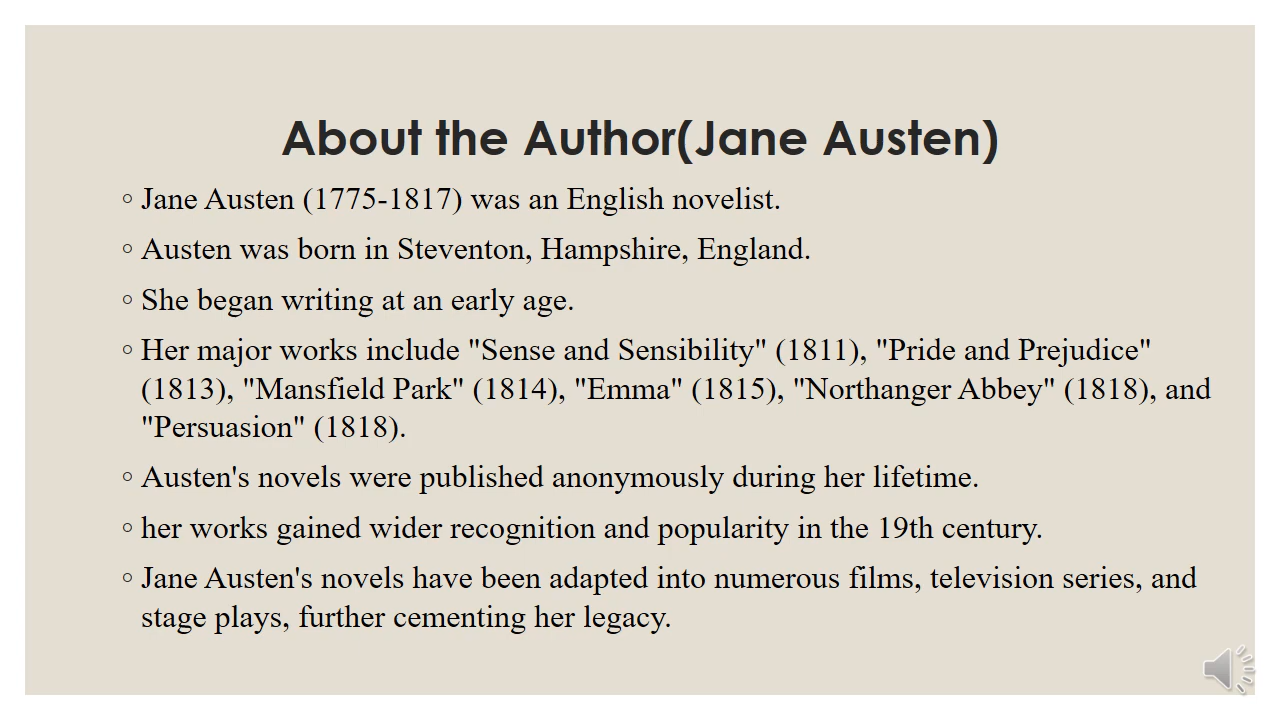 About the Author(Jane Austen)
◦ Jane Austen (1775-1817) was an English novelist.
◦ Austen was born in Steventon, Hampshire, England.
◦ She began writing at an early age.
◦ Her major works include "Sense and Sensibility" (1811), "Pride and Prejudice"
(1813), "Mansfield Park" (1814), "Emma" (1815), "Northanger Abbey" (1818), and
"Persuasion" (1818).
◦ Austen's novels were published anonymously during her lifetime.
◦ her works gained wider recognition and popularity in the 19th century.
◦ Jane Austen's novels have been adapted into numerous films, television series, and
stage plays, further cementing her legacy.